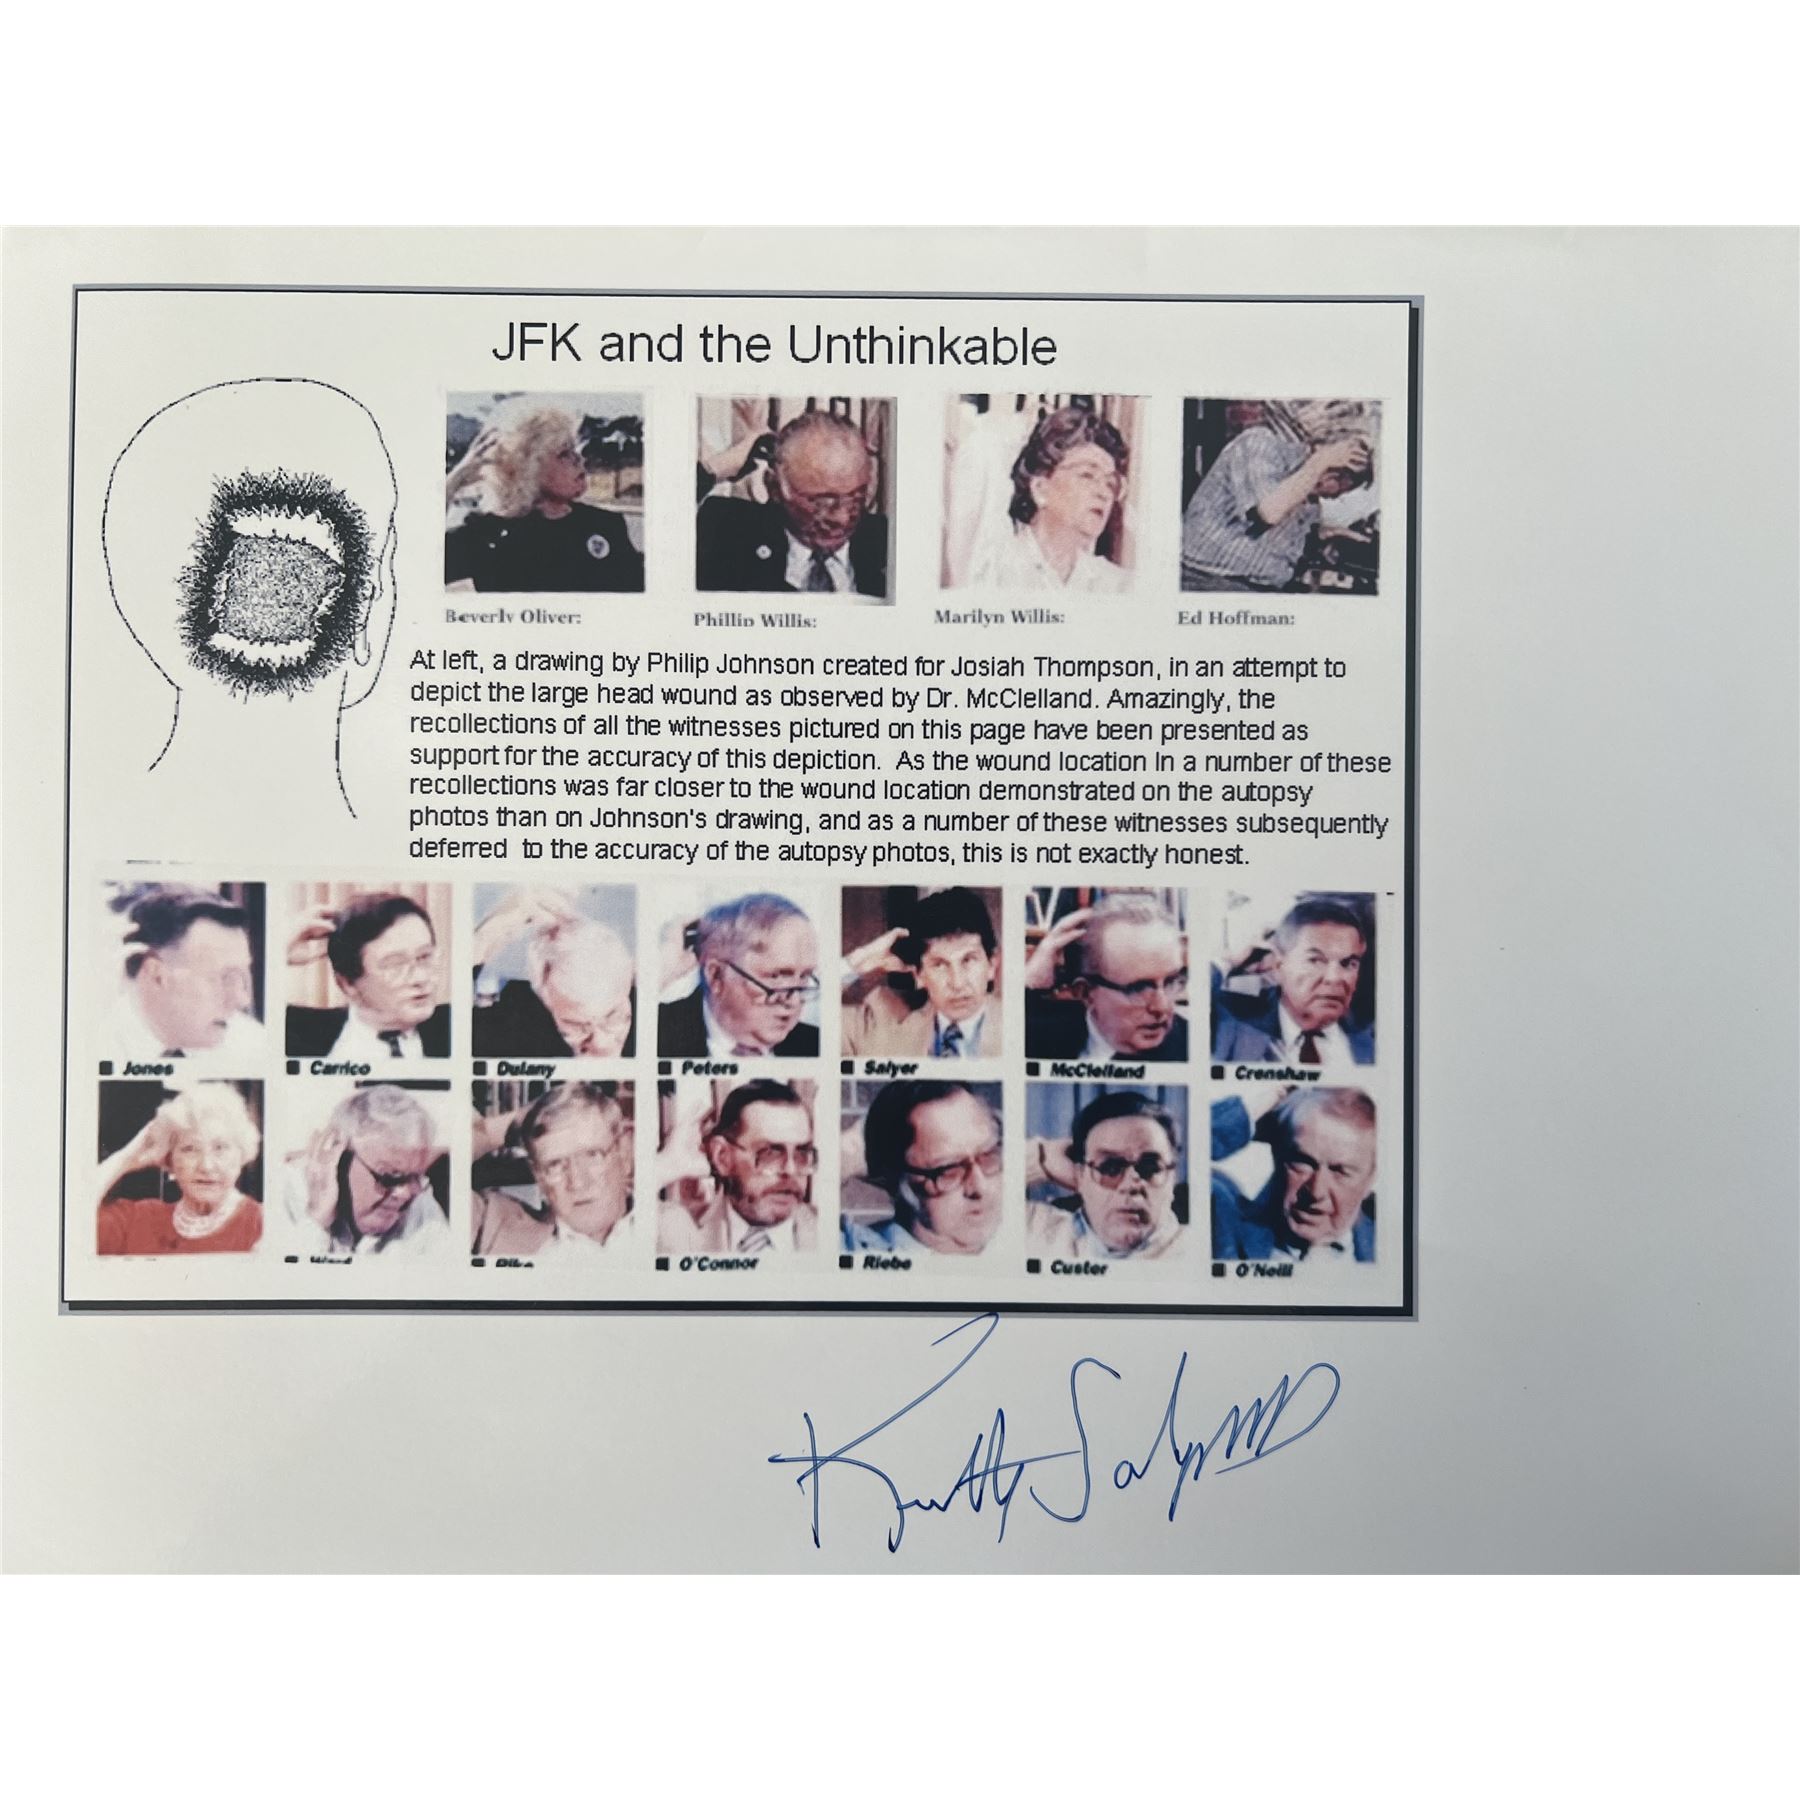 JFK and the Unthinkable
Beverly Oliver:
Phillip Willis:
Marilyn Willis:
Ed Hoffman:
At left, a drawing by Philip Johnson created for Josiah Thompson, in an attempt to
depict the large head wound as observed by Dr. McClelland. Amazingly, the
recollections of all the witnesses pictured on this page have been presented as
support for the accuracy of this depiction. As the wound location In a number of these
recollections was far closer to the wound location demonstrated on the autopsy
photos than on Johnson's drawing, and as a number of these witnesses subsequently
deferred to the accuracy of the autopsy photos, this is not exactly honest.
Jones
Carrico
Dulany
Peters
Salyer
McClelland
Crenshaw
O'Connor
Riebe
Custer
O'Neill
Salyer MD